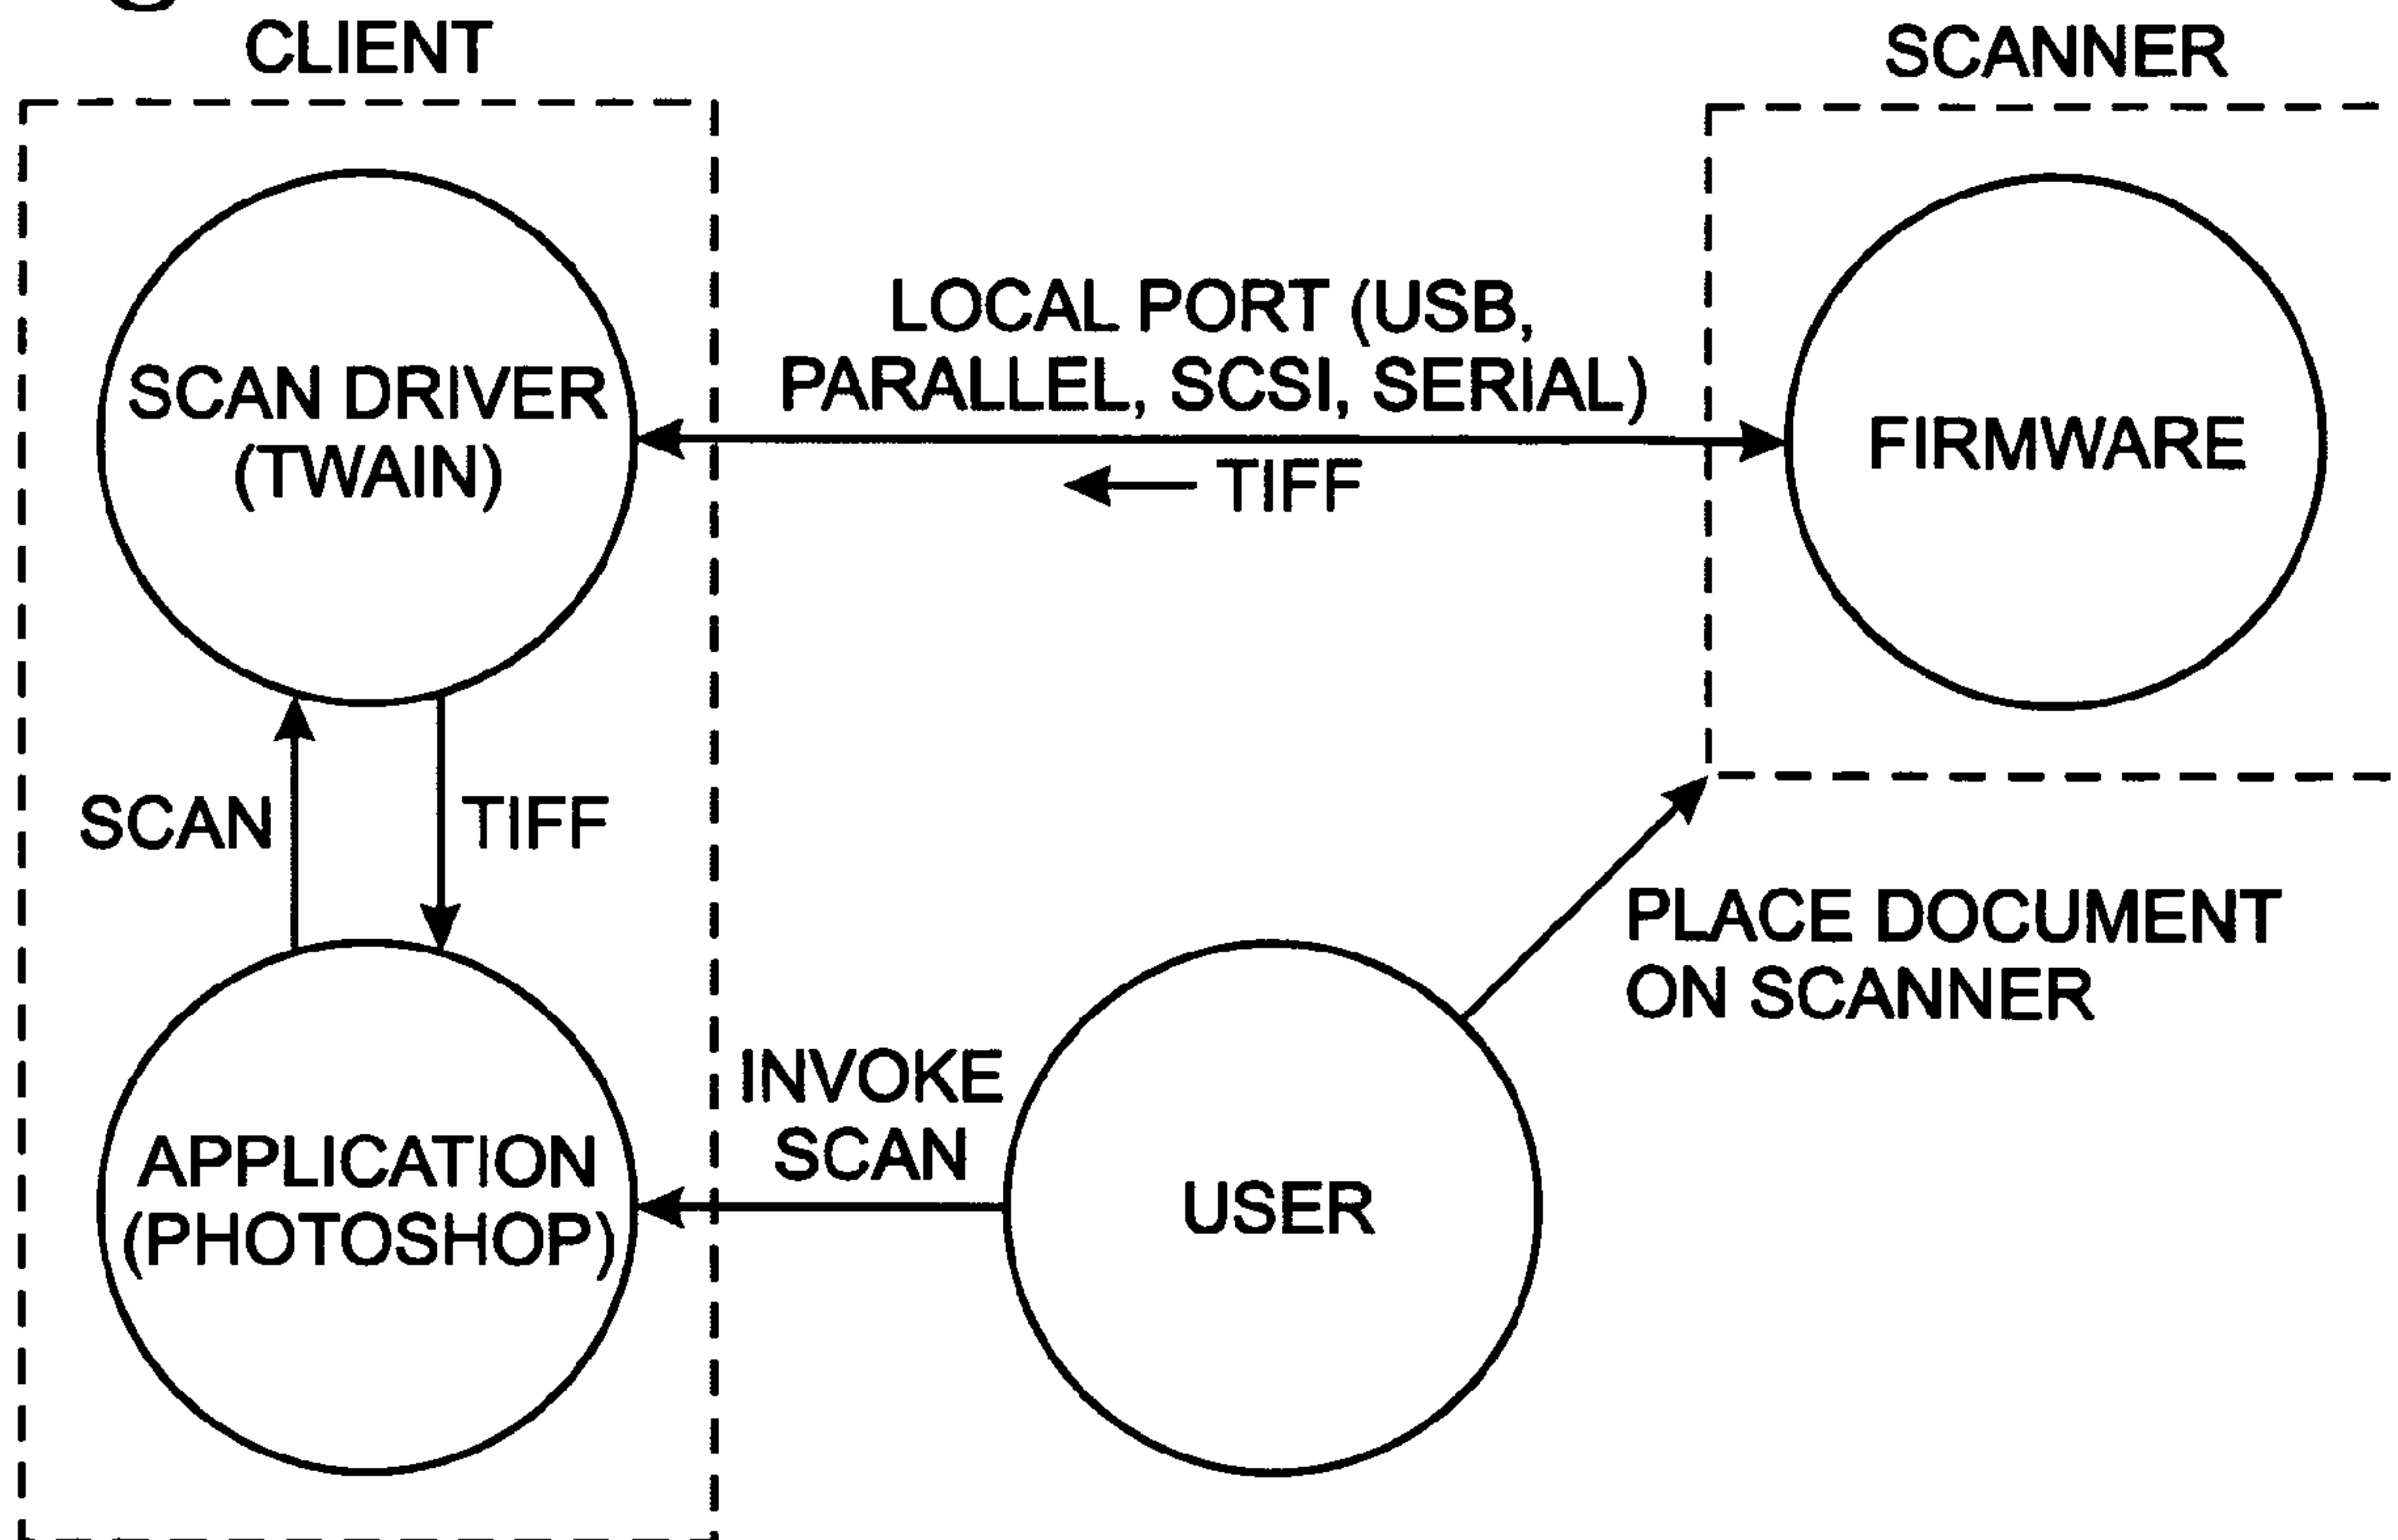 CLIENT
SCANNER
LOCAL PORT (USB,
PARALLEL, SCSI, SERIAL)
SCAN DRIVER
(TWAIN)
FIRMWARE
TIFF
SCAN
TIFF
PLACE DOCUMENT
ON SCANNER
INVOKE
SCAN
APPLICATION
(PHOTOSHOP)
USER